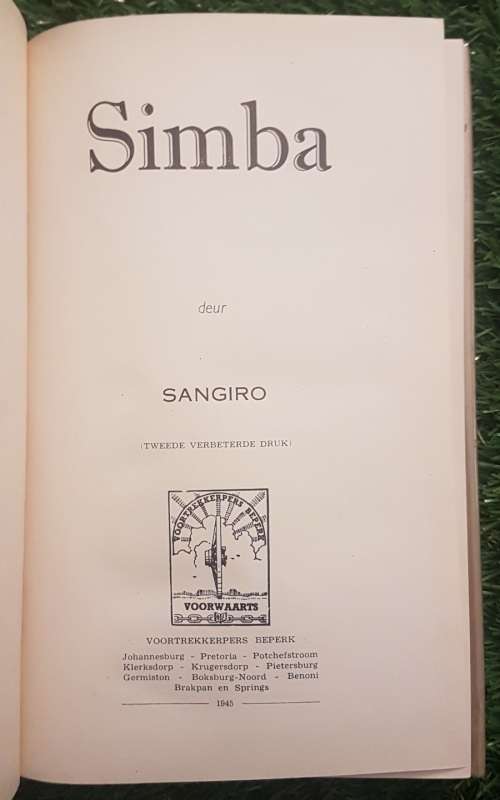 Simba
deur
SANGIRO
(TWEEDE VERBETERDE DRUK)
VOORTREKKERPERS BEPERK
VOORWAARTS
VOORTREKKERPERS BEPERK
Johannesburg - Pretoria - Potchefstroom
Klerksdorp - Krugersdorp - Pietersburg
Germiston - Boksburg-Noord - Benoni
Brakpan en Springs
1945